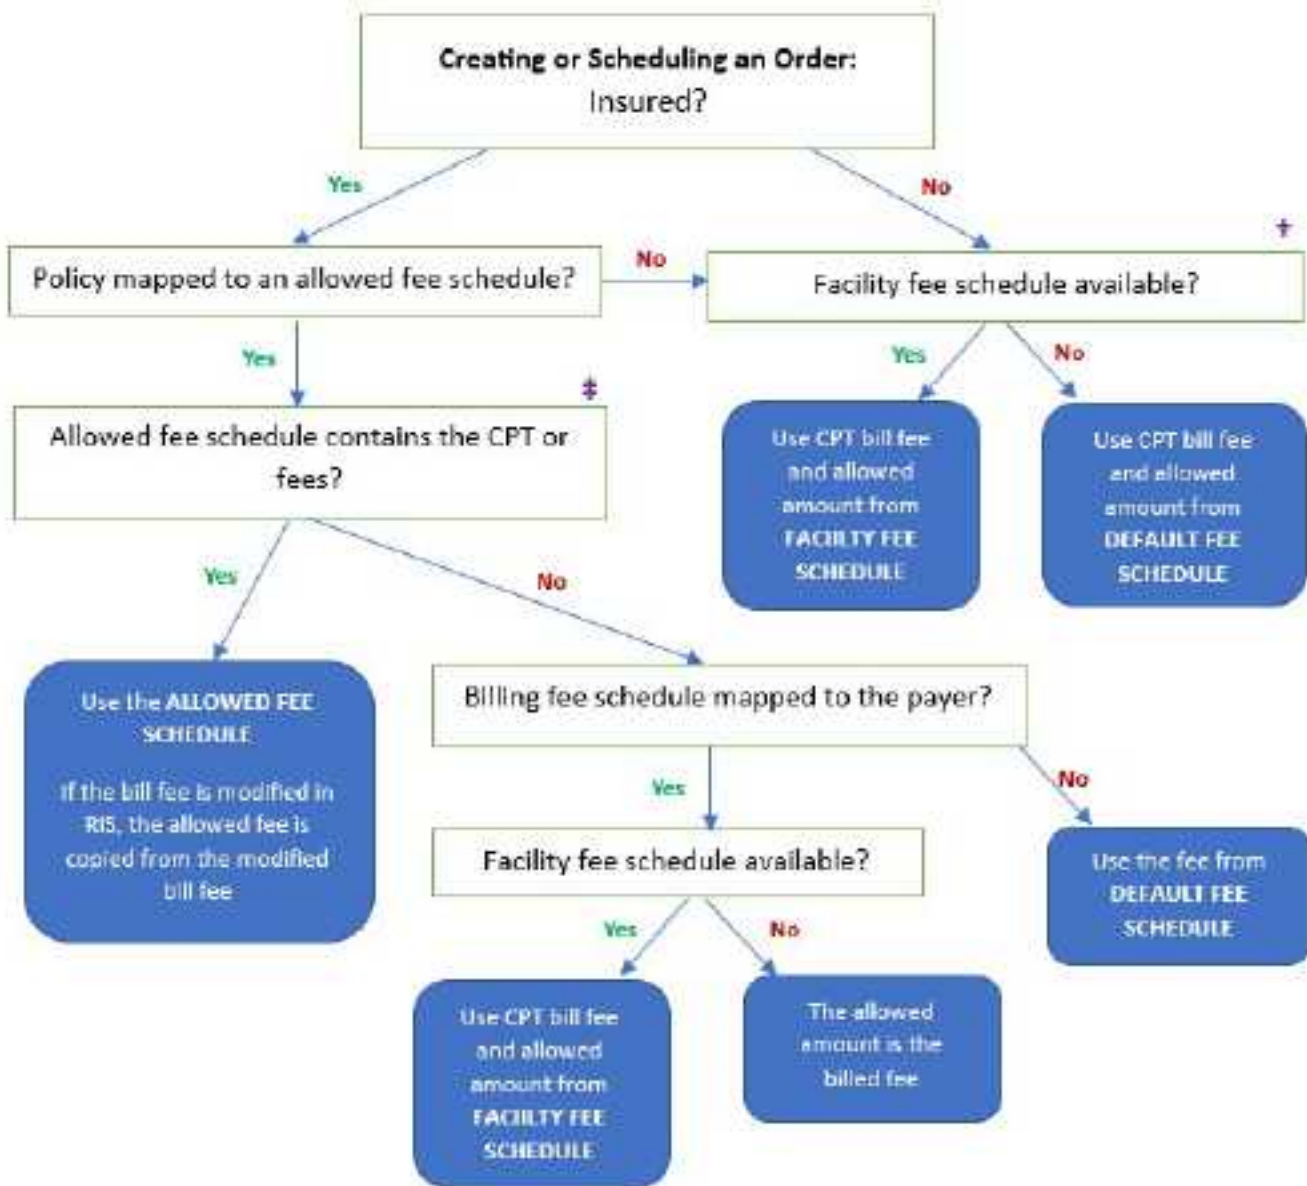 Creating or Scheduling an Order:
Insured?
Yes
No
†
Policy mapped to an allowed fee schedule?
No
Facility fee schedule available?
Yes
Yes
No
‡
Allowed fee schedule contains the CPT or
fees?
Use CPT bill fee
and allowed
amount from
FACILTY FEE
SCHEDULE
Use CPT bill fee
and allowed
amount from
DEFAULT FEE
SCHEDULE
Yes
No
Use the ALLOWED FEE
SCHEDULE
If the bill fee is modified in
RIS, the allowed fee is
copied from the modified
bill fee
Billing fee schedule mapped to the payer?
Yes
No
Facility fee schedule available?
Use the fee from
DEFAULT FEE
SCHEDULE
Yes
No
Use CPT bill fee
and allowed
amount from
FACILTY FEE
SCHEDULE
The allowed
amount is the
billed fee